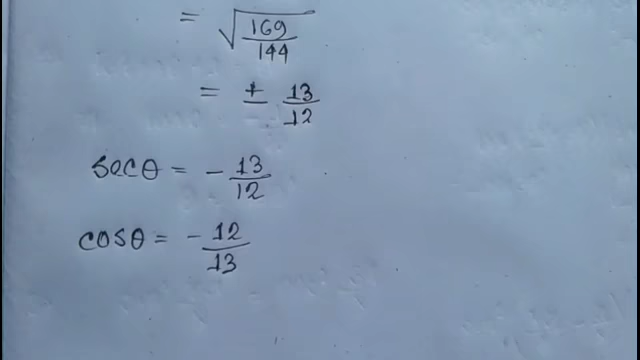 = √(169/144)
= ± 13/12
secθ = - 13/12
cosθ = - 12/13